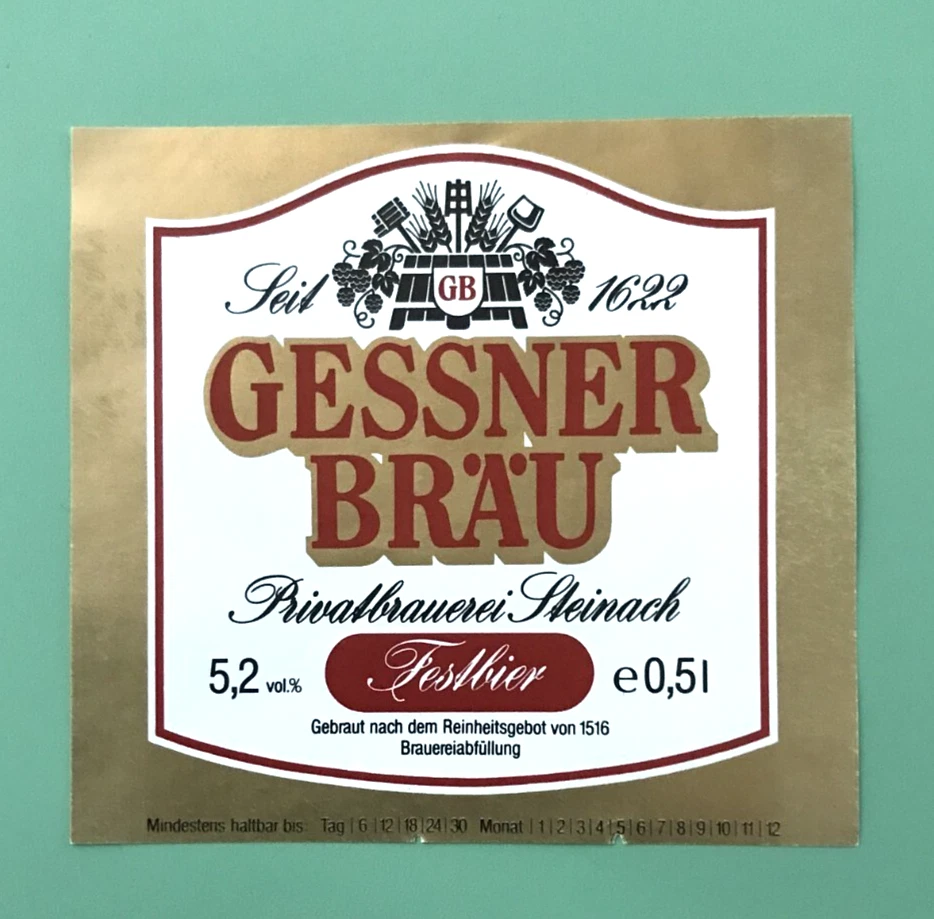 GB
Seit 1622
GESSNER
BRÄU
Privatbrauerei Steinach
5,2 vol.% Festbier e 0,5 l
Gebraut nach dem Reinheitsgebot von 1516
Brauereiabfüllung
Mindestens haltbar bis: Tag | 6 | 12 | 18 | 24 | 30 Monat | 1 | 2 | 3 | 4 | 5 | 6 | 7 | 8 | 9 | 10 | 11 | 12